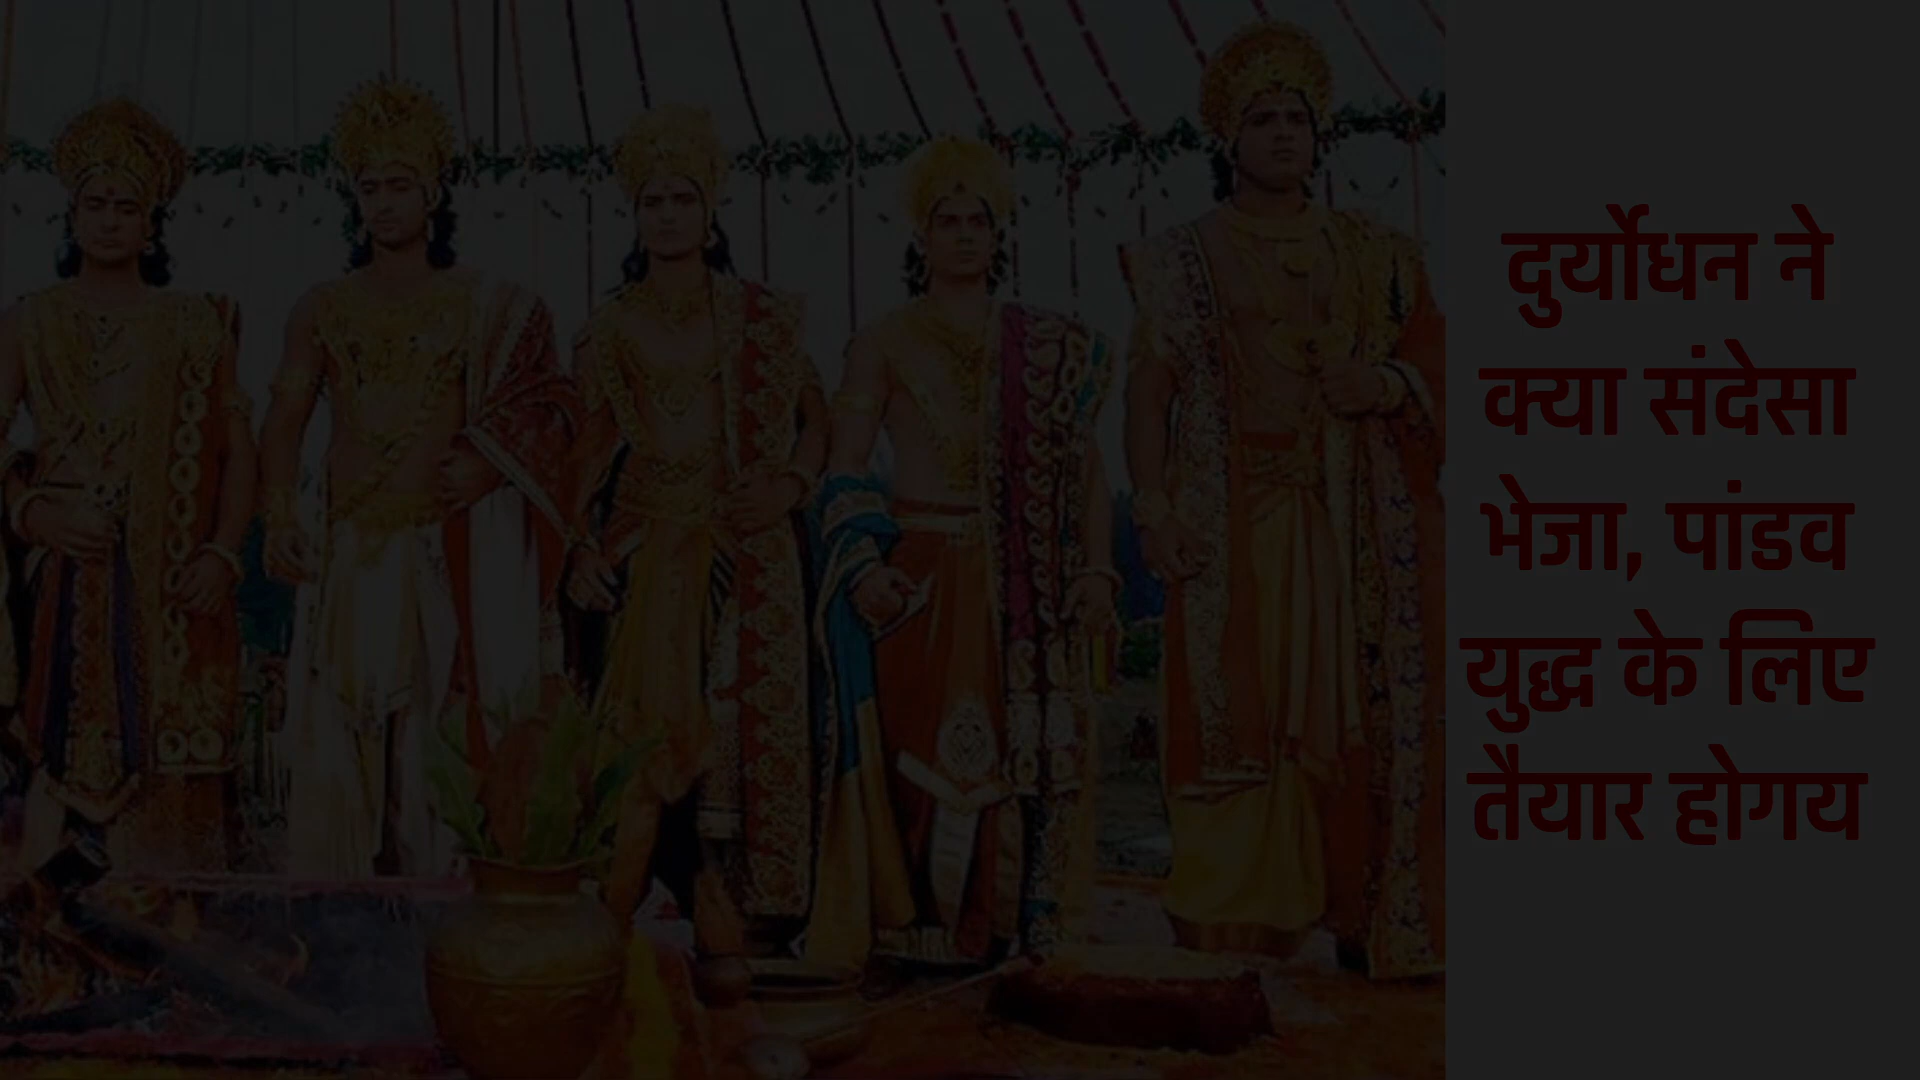 दुर्योधन ने
क्या संदेसा
भेजा, पांडव
युद्ध के लिए
तैयार होगय